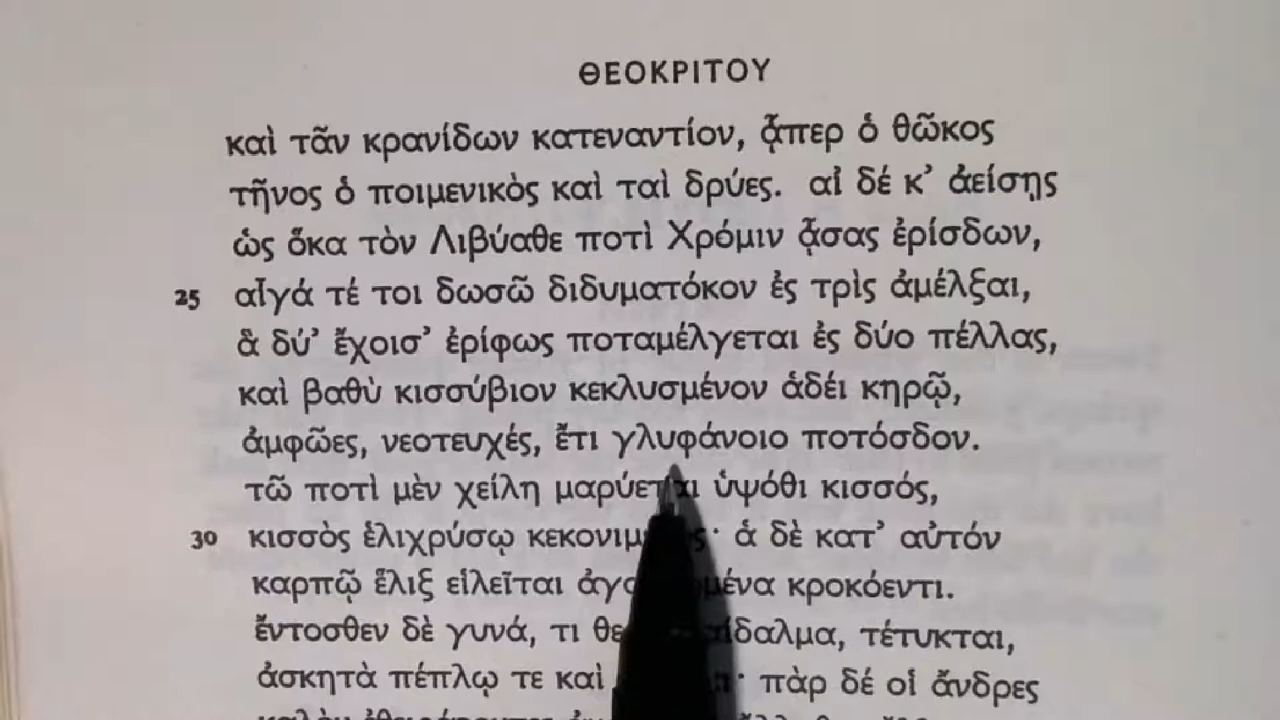 ΘΕΟΚΡΙΤΟΥ
καὶ τᾶν κρανίδων κατεναντίον, ᾇπερ ὁ θῶκος
τῆνος ὁ ποιμενικὸς καὶ ταὶ δρύες. αἰ δέ κ’ ἀείσῃς
ὡς ὅκα τὸν Λιβύαθε ποτὶ Χρόμιν ᾆσας ἐρίσδων,
25 αἶγά τέ τοι δωσῶ διδυματόκον ἐς τρὶς ἀμέλξαι,
ἃ δύ’ ἔχοισ’ ἐρίφως ποταμέλγεται ἐς δύο πέλλας,
καὶ βαθὺ κισσύβιον κεκλυσμένον ἁδέι κηρῷ,
ἀμφῶες, νεοτευχές, ἔτι γλυφάνοιο ποτόσδον.
τῶ ποτὶ μὲν χείλη μαρύεται ὑψόθι κισσός,
30 κισσὸς ἑλιχρύσῳ ἁ δὲ κατ’ αὐτόν
καρπῷ ἕλιξ εἱλεῖται κροκόεντι.
ἔντοσθεν δὲ γυνά, τι τέτυκται,
ἀσκητὰ πέπλῳ τε καὶ πὰρ δέ οἱ ἄνδρες